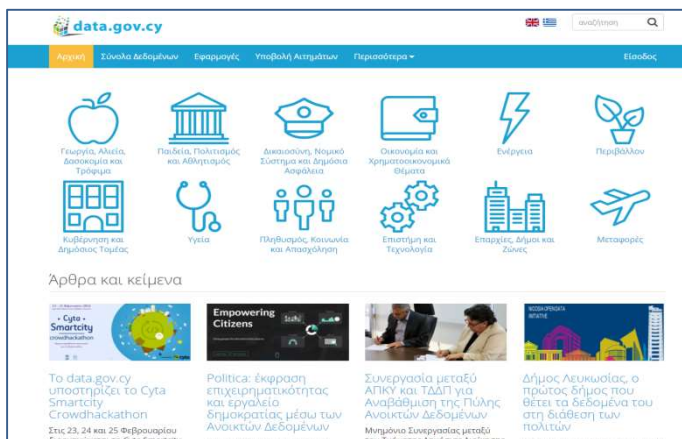 data.gov.cy
αναζήτηση
Αρχική Σύνολα Δεδομένων Εφαρμογές Υποβολή Αιτημάτων Περισσότερα Είσοδος
Γεωργία, Αλιεία, Δασοκομία και Τρόφιμα
Παιδεία, Πολιτισμός και Αθλητισμός
Δικαιοσύνη, Νομικό Σύστημα και Δημόσια Ασφάλεια
Οικονομία και Χρηματοοικονομικά Θέματα
Ενέργεια
Περιβάλλον
Κυβέρνηση και Δημόσιος Τομέας
Υγεία
Πληθυσμός, Κοινωνία και Απασχόληση
Επιστήμη και Τεχνολογία
Επαρχίες, Δήμοι και Ζώνες
Μεταφορές
Άρθρα και κείμενα
Cyta
Smartcity
crowdhackathon
Empowering
Citizens
NICOSIA OPEN DATA
INITIATIVE
Το data.gov.cy
υποστηρίζει το Cyta
Smartcity
Crowdhackathon
Στις 23, 24 και 25 Φεβρουαρίου
Politica: έκφραση
επιχειρηματικότητας
και εργαλείο
δημοκρατίας μέσω των
Ανοικτών Δεδομένων
Συνεργασία μεταξύ
ΑΠΚΥ και ΤΔΔΠ για
Αναβάθμιση της Πύλης
Ανοικτών Δεδομένων
Μνημόνιο Συνεργασίας μεταξύ
Δήμος Λευκωσίας, ο
πρώτος δήμος που
θέτει τα δεδομένα του
στη διάθεση των
πολιτών